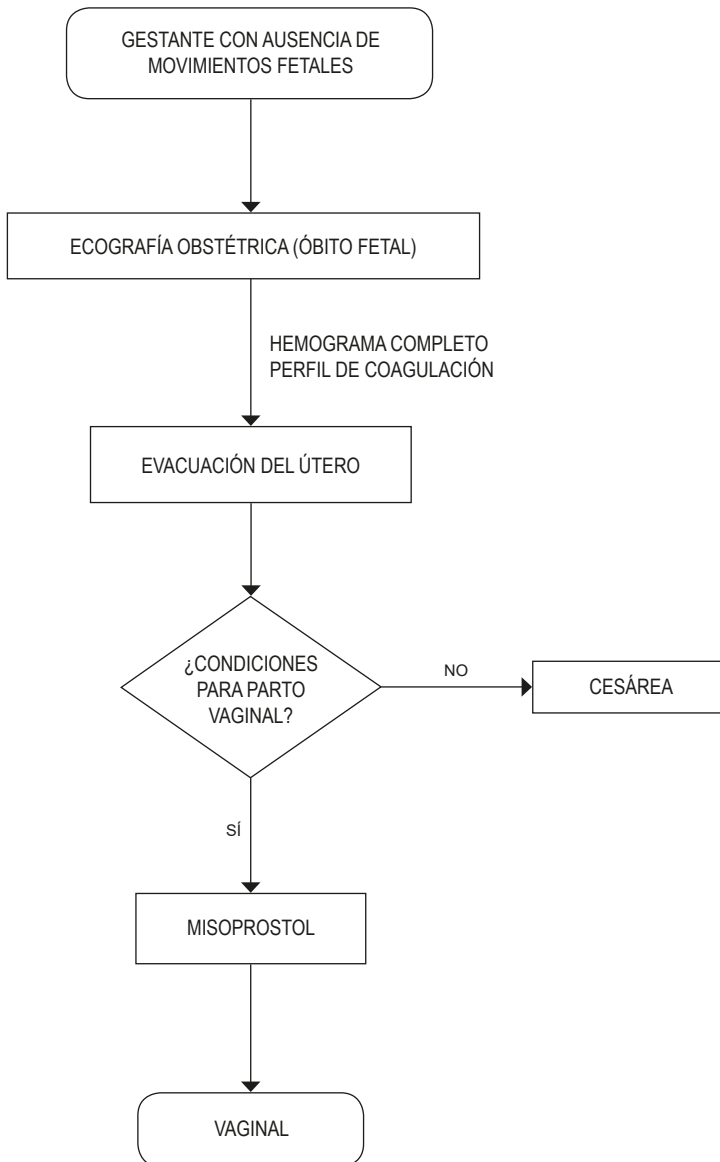 GESTANTE CON AUSENCIA DE
MOVIMIENTOS FETALES
ECOGRAFÍA OBSTÉTRICA (ÓBITO FETAL)
HEMOGRAMA COMPLETO
PERFIL DE COAGULACIÓN
EVACUACIÓN DEL ÚTERO
¿CONDICIONES
PARA PARTO
VAGINAL?
NO
CESÁREA
SÍ
MISOPROSTOL
VAGINAL